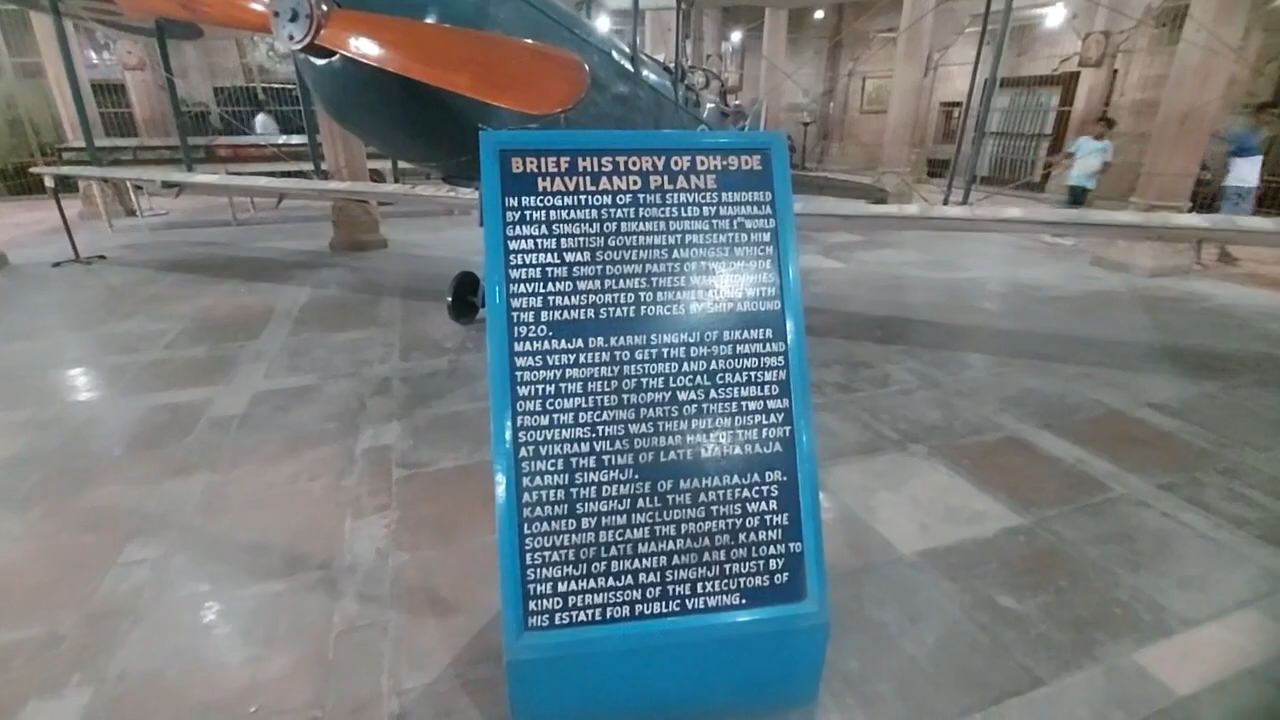 BRIEF HISTORY OF DH-9DE
HAVILAND PLANE
IN RECOGNITION OF THE SERVICES RENDERED
BY THE BIKANER STATE FORCES LED BY MAHARAJA
GANGA SINGHJI OF BIKANER DURING THE 1ST WORLD
WAR THE BRITISH GOVERNMENT PRESENTED HIM
SEVERAL WAR SOUVENIRS AMONGST WHICH
WERE THE SHOT DOWN PARTS OF TWO DH-9DE
HAVILAND WAR PLANES. THESE WAR TROPHIES
WERE TRANSPORTED TO BIKANER ALONG WITH
THE BIKANER STATE FORCES BY SHIP AROUND
1920.
MAHARAJA DR. KARNI SINGHJI OF BIKANER
WAS VERY KEEN TO GET THE DH-9DE HAVILAND
TROPHY PROPERLY RESTORED AND AROUND 1985
WITH THE HELP OF THE LOCAL CRAFTSMEN
ONE COMPLETED TROPHY WAS ASSEMBLED
FROM THE DECAYING PARTS OF THESE TWO WAR
SOUVENIRS. THIS WAS THEN PUT ON DISPLAY
AT VIKRAM VILAS DURBAR HALL OF THE FORT
SINCE THE TIME OF LATE MAHARAJA
KARNI SINGHJI.
AFTER THE DEMISE OF MAHARAJA DR.
KARNI SINGHJI ALL THE ARTEFACTS
LOANED BY HIM INCLUDING THIS WAR
SOUVENIR BECAME THE PROPERTY OF THE
ESTATE OF LATE MAHARAJA DR. KARNI
SINGHJI OF BIKANER AND ARE ON LOAN TO
THE MAHARAJA RAI SINGHJI TRUST BY
KIND PERMISSON OF THE EXECUTORS OF
HIS ESTATE FOR PUBLIC VIEWING.